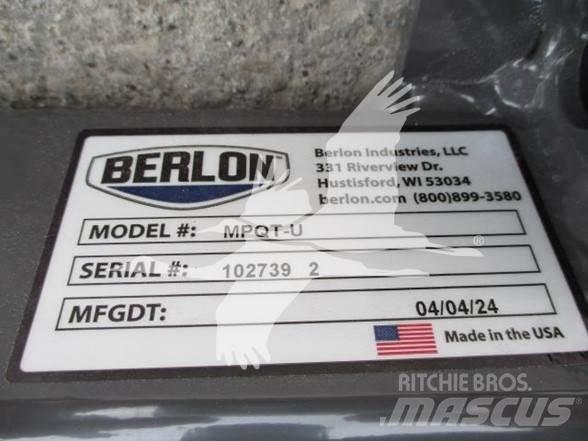 BERLON
Berlon Industries, LLC
331 Riverview Dr.
Hustisford, WI 53034
berlon.com (800)899-3580
MODEL #: MPQT-U
SERIAL #: 102739 2
MFGDT: 04/04/24
Made in the USA
RITCHIE BROS.
MASCUS